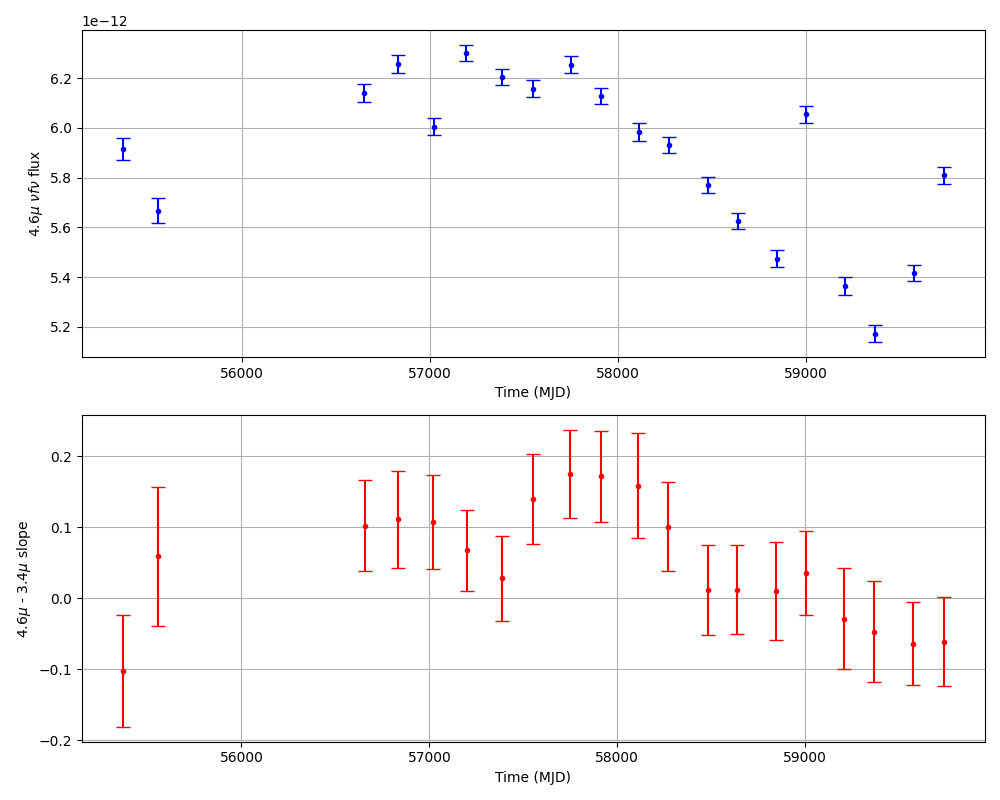 1e−12
6.2
6.0
5.8
5.6
5.4
5.2
4.6μ νfν flux
56000 57000 58000 59000
Time (MJD)
0.2
0.1
0.0
−0.1
−0.2
4.6μ - 3.4μ slope
56000 57000 58000 59000
Time (MJD)